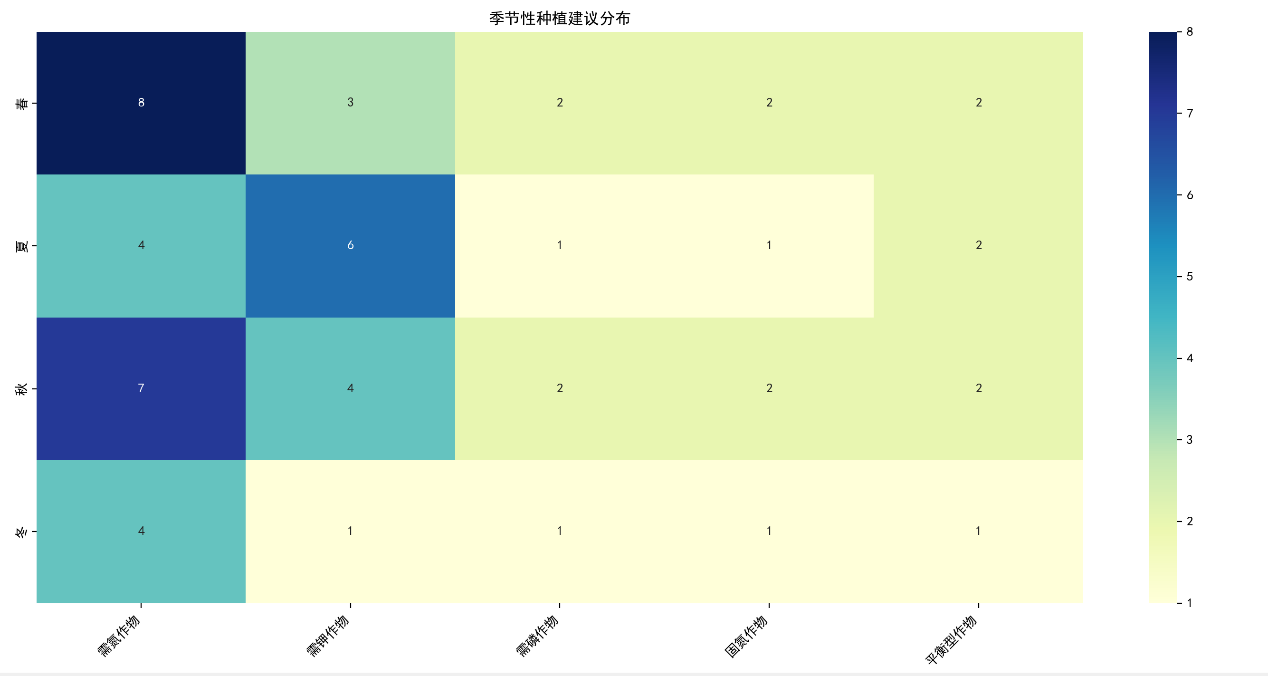 季节性种植建议分布
春 8 3 2 2 2
夏 4 6 1 1 2
秋 7 4 2 2 2
冬 4 1 1 1 1
需氮作物 需钾作物 需磷作物 固氮作物 平衡型作物
8
7
6
5
4
3
2
1